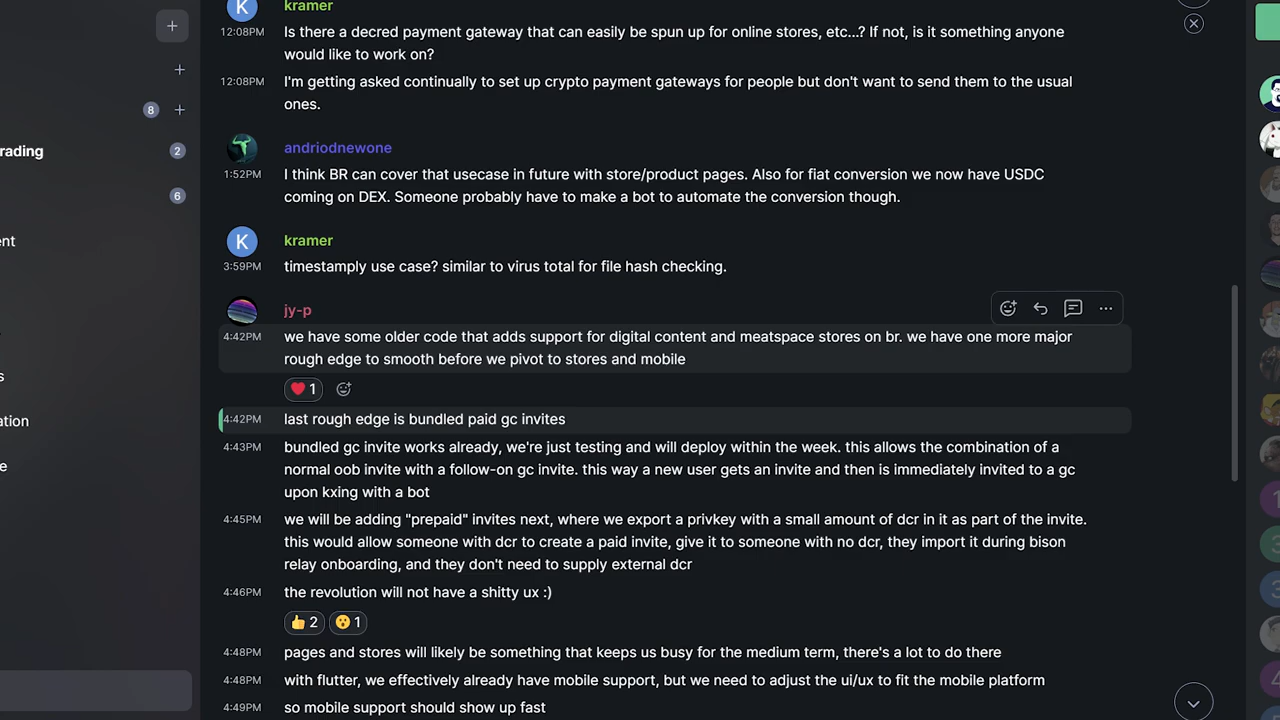 kramer
12:08PM
Is there a decred payment gateway that can easily be spun up for online stores, etc...? If not, is it something anyone
would like to work on?
12:08PM
I'm getting asked continually to set up crypto payment gateways for people but don't want to send them to the usual
ones.
8
rading
2
andriodnewone
1:52PM
I think BR can cover that usecase in future with store/product pages. Also for fiat conversion we now have USDC
coming on DEX. Someone probably have to make a bot to automate the conversion though.
6
ent
K
kramer
3:59PM
timestamply use case? similar to virus total for file hash checking.
jy-p
4:42PM
we have some older code that adds support for digital content and meatspace stores on br. we have one more major
rough edge to smooth before we pivot to stores and mobile
1
s
4:42PM
last rough edge is bundled paid gc invites
ation
4:43PM
bundled gc invite works already, we're just testing and will deploy within the week. this allows the combination of a
normal oob invite with a follow-on gc invite. this way a new user gets an invite and then is immediately invited to a gc
upon kxing with a bot
e
4:45PM
we will be adding "prepaid" invites next, where we export a privkey with a small amount of dcr in it as part of the invite.
this would allow someone with dcr to create a paid invite, give it to someone with no dcr, they import it during bison
relay onboarding, and they don't need to supply external dcr
4:46PM
the revolution will not have a shitty ux :)
2
1
4:48PM
pages and stores will likely be something that keeps us busy for the medium term, there's a lot to do there
4:48PM
with flutter, we effectively already have mobile support, but we need to adjust the ui/ux to fit the mobile platform
4:49PM
so mobile support should show up fast